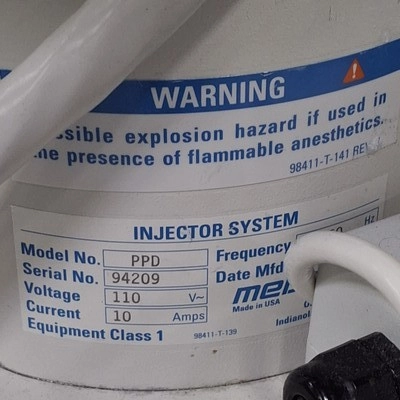 WARNING
explosion hazard if used in
presence of flammable anesthetics.
98411-T-141 REV
INJECTOR SYSTEM
Model No. PPD
Frequency Hz
Serial No. 94209
Date Mfd
Voltage 110 V~
Current 10 Amps
Made in USA
Equipment Class 1
98411-T-139